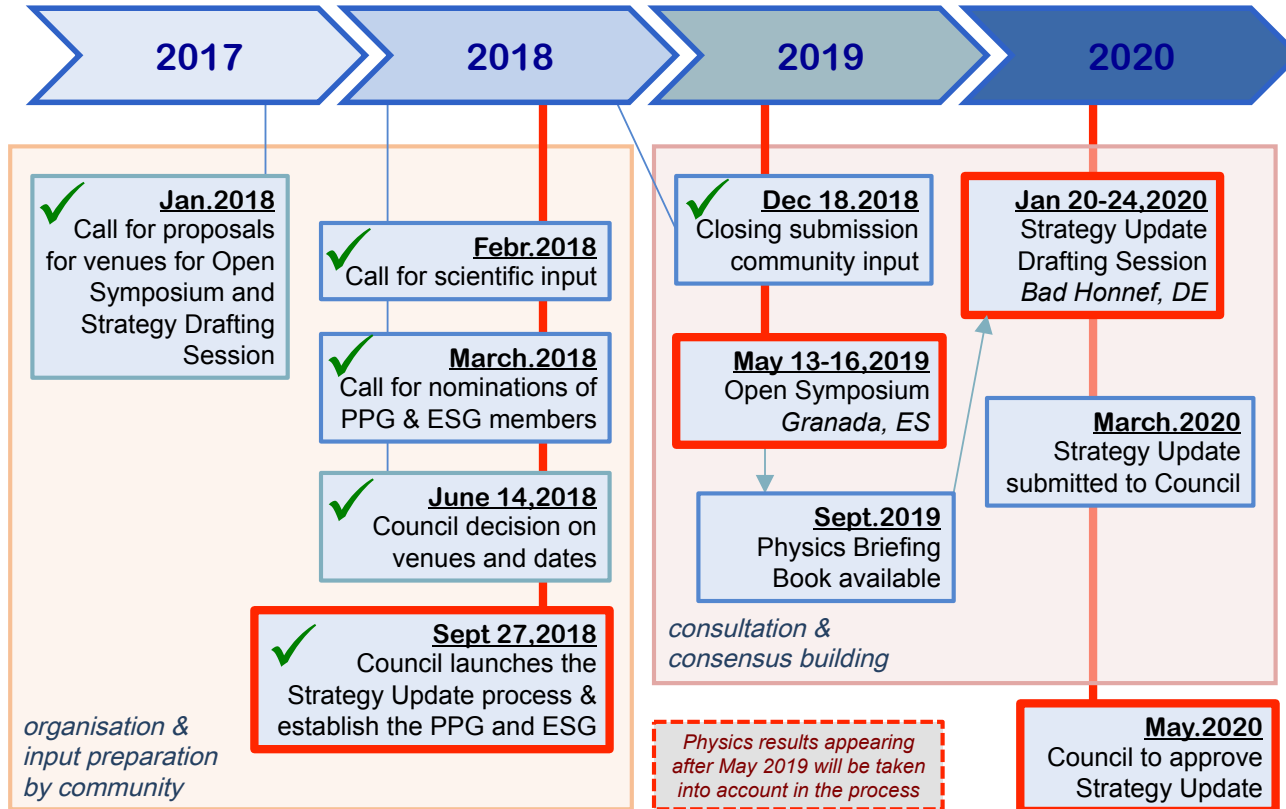 2017
2018
2019
2020
Jan.2018
Call for proposals
for venues for Open
Symposium and
Strategy Drafting
Session
Febr.2018
Call for scientific input
March.2018
Call for nominations of
PPG & ESG members
June 14,2018
Council decision on
venues and dates
Sept 27,2018
Council launches the
Strategy Update process &
establish the PPG and ESG
organisation &
input preparation
by community
Dec 18.2018
Closing submission
community input
May 13-16,2019
Open Symposium
Granada, ES
Sept.2019
Physics Briefing
Book available
consultation &
consensus building
Physics results appearing
after May 2019 will be taken
into account in the process
Jan 20-24,2020
Strategy Update
Drafting Session
Bad Honnef, DE
March.2020
Strategy Update
submitted to Council
May.2020
Council to approve
Strategy Update